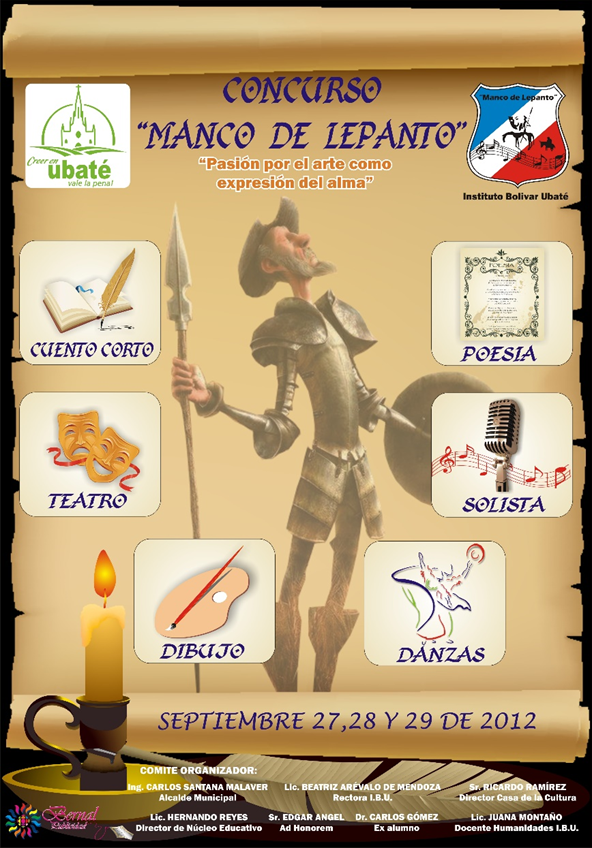 CONCURSO
"MANCO DE LEPANTO"
"Pasión por el arte como
expresión del alma"
Creer en
ubaté
vale la pena!
"Manco de Lepanto"
Instituto Bolivar Ubaté
CUENTO CORTO
POESIA
POESIA
TEATRO
SOLISTA
DIBUJO
DANZAS
SEPTIEMBRE 27,28 Y 29 DE 2012
COMITE ORGANIZADOR:
Ing. CARLOS SANTANA MALAVER
Alcalde Municipal
Lic. BEATRIZ ARÉVALO DE MENDOZA
Rectora I.B.U.
Sr. RICARDO RAMÍREZ
Director Casa de la Cultura
Lic. HERNANDO REYES
Director de Núcleo Educativo
Sr. EDGAR ANGEL
Ad Honorem
Dr. CARLOS GÓMEZ
Ex alumno
Lic. JUANA MONTAÑO
Docente Humanidades I.B.U.
Bernal
Publicidad